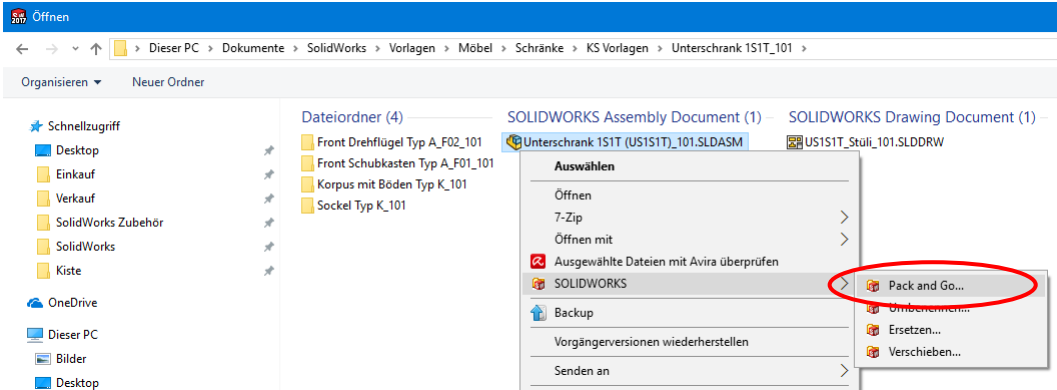 SW 2017 Öffnen
Dieser PC > Dokumente > SolidWorks > Vorlagen > Möbel > Schränke > KS Vorlagen > Unterschrank 1S1T_101 >
Organisieren Neuer Ordner
Schnellzugriff
Desktop
Einkauf
Verkauf
SolidWorks Zubehör
SolidWorks
Kiste
OneDrive
Dieser PC
Bilder
Desktop
Dateiordner (4)
Front Drehflügel Typ A_F02_101
Front Schubkasten Typ A_F01_101
Korpus mit Böden Typ K_101
Sockel Typ K_101
SOLIDWORKS Assembly Document (1)
Unterschrank 1S1T (US1S1T)_101.SLDASM
SOLIDWORKS Drawing Document (1)
US1S1T_Stüli_101.SLDDRW
Auswählen
Öffnen
7-Zip
Öffnen mit
Ausgewählte Dateien mit Avira überprüfen
SOLIDWORKS
Backup
Vorgängerversionen wiederherstellen
Senden an
Pack and Go...
Umbenennen...
Ersetzen...
Verschieben...